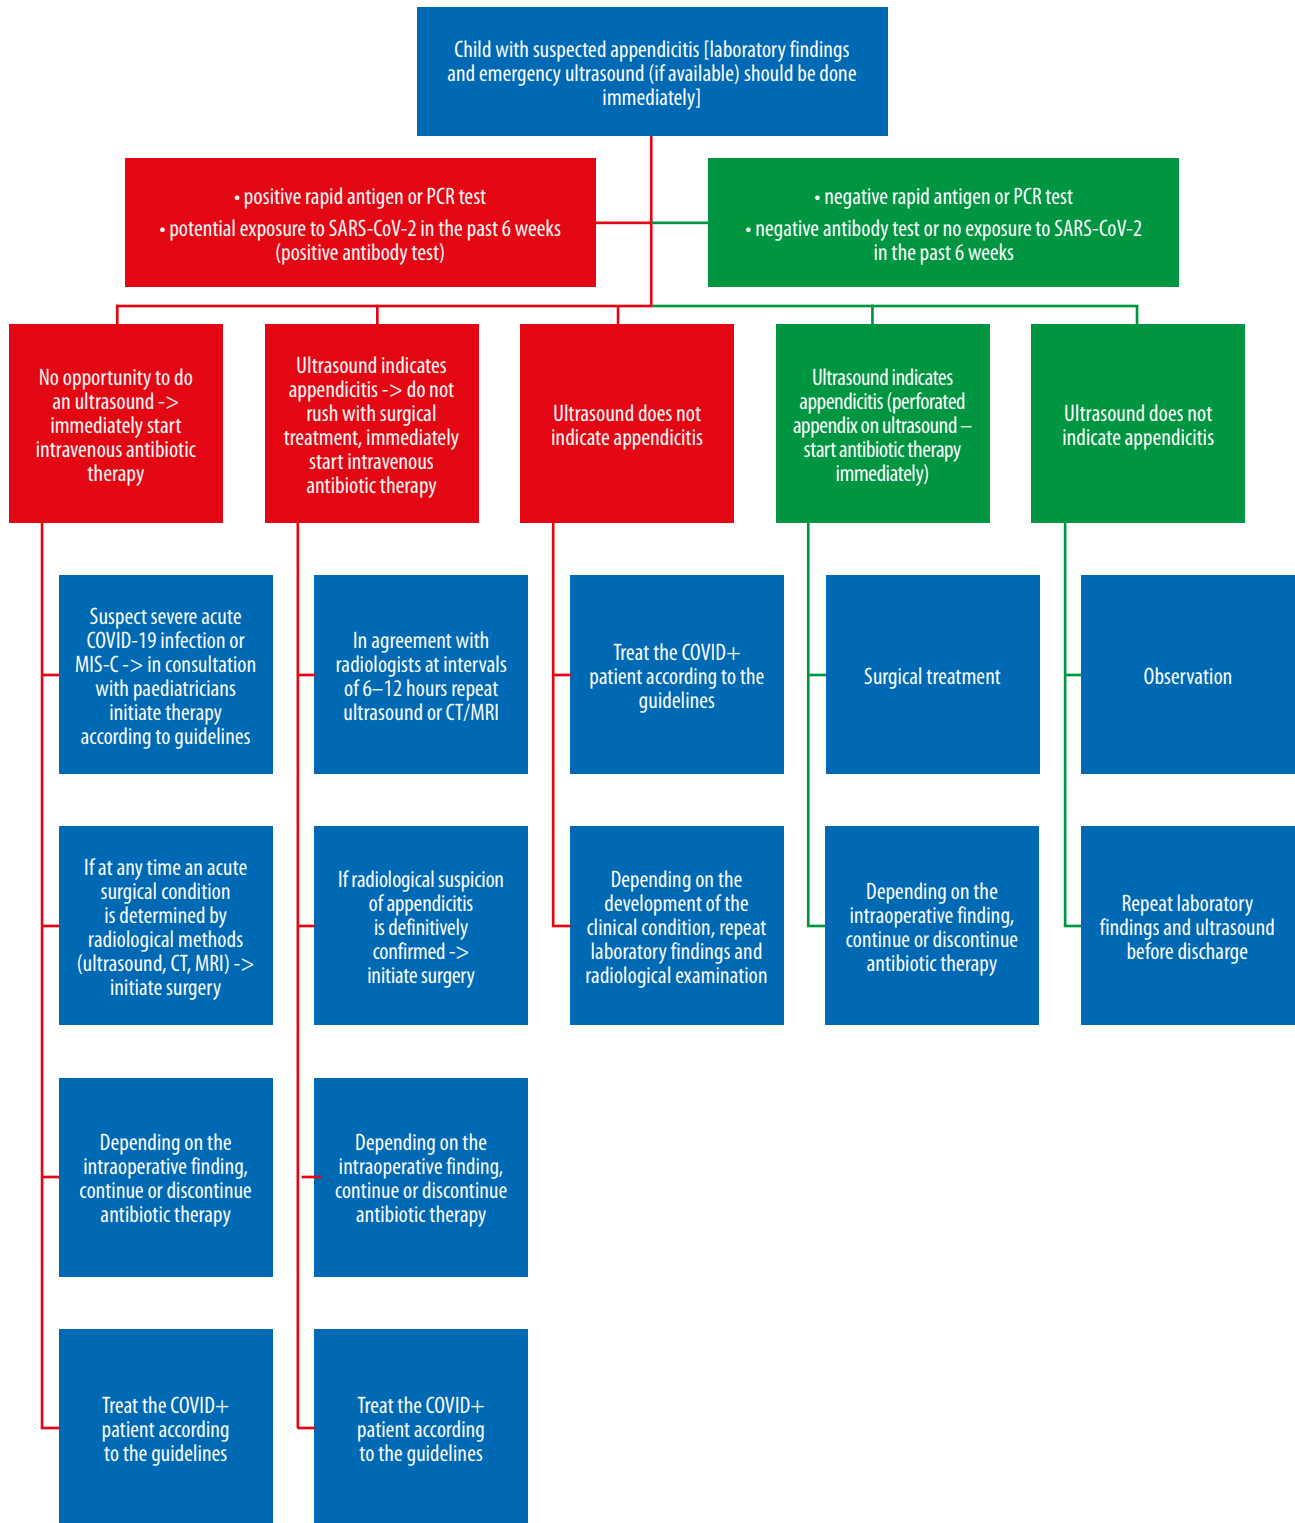 Child with suspected appendicitis [laboratory findings
and emergency ultrasound (if available) should be done
immediately]
• positive rapid antigen or PCR test
• potential exposure to SARS-CoV-2 in the past 6 weeks
(positive antibody test)
• negative rapid antigen or PCR test
• negative antibody test or no exposure to SARS-CoV-2
in the past 6 weeks
No opportunity to do
an ultrasound ->
immediately start
intravenous antibiotic
therapy
Ultrasound indicates
appendicitis -> do not
rush with surgical
treatment, immediately
start intravenous
antibiotic therapy
Ultrasound does not
indicate appendicitis
Ultrasound indicates
appendicitis (perforated
appendix on ultrasound –
start antibiotic therapy
immediately)
Ultrasound does not
indicate appendicitis
Suspect severe acute
COVID-19 infection or
MIS-C -> in consultation
with paediatricians
initiate therapy
according to guidelines
In agreement with
radiologists at intervals
of 6–12 hours repeat
ultrasound or CT/MRI
Treat the COVID+
patient according to the
guidelines
Surgical treatment
Observation
If at any time an acute
surgical condition
is determined by
radiological methods
(ultrasound, CT, MRI) ->
initiate surgery
If radiological suspicion
of appendicitis
is definitively
confirmed ->
initiate surgery
Depending on the
development of the
clinical condition, repeat
laboratory findings and
radiological examination
Depending on the
intraoperative finding,
continue or discontinue
antibiotic therapy
Repeat laboratory
findings and ultrasound
before discharge
Depending on the
intraoperative finding,
continue or discontinue
antibiotic therapy
Depending on the
intraoperative finding,
continue or discontinue
antibiotic therapy
Treat the COVID+
patient according
to the guidelines
Treat the COVID+
patient according
to the guidelines